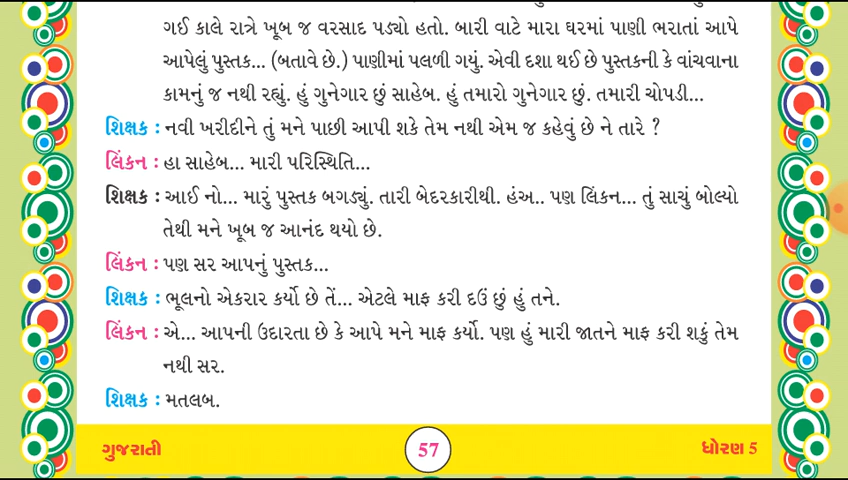 ગઈ કાલે રાત્રે ખૂબ જ વરસાદ પડ્યો હતો. બારી વાટે મારા ઘરમાં પાણી ભરાતાં આપે
આપેલું પુસ્તક... (બતાવે છે.) પાણીમાં પલળી ગયું. એવી દશા થઈ છે પુસ્તકની કે વાંચવાના
કામનું જ નથી રહ્યું. હું ગુનેગાર છું સાહેબ. હું તમારો ગુનેગાર છું. તમારી ચોપડી...
શિક્ષક : નવી ખરીદીને તું મને પાછી આપી શકે તેમ નથી એમ જ કહેવું છે ને તારે ?
લિંકન : હા સાહેબ... મારી પરિસ્થિતિ...
શિક્ષક : આઈ નો... મારું પુસ્તક બગડ્યું. તારી બેદરકારીથી. હંઅ.. પણ લિંકન... તું સાચું બોલ્યો
તેથી મને ખૂબ જ આનંદ થયો છે.
લિંકન : પણ સર આપનું પુસ્તક...
શિક્ષક : ભૂલનો એકરાર કર્યો છે તેં... એટલે માફ કરી દઉં છું હું તને.
લિંકન : એ... આપની ઉદારતા છે કે આપે મને માફ કર્યો. પણ હું મારી જાતને માફ કરી શકું તેમ
નથી સર.
શિક્ષક : મતલબ.
ગુજરાતી 57 ધોરણ 5